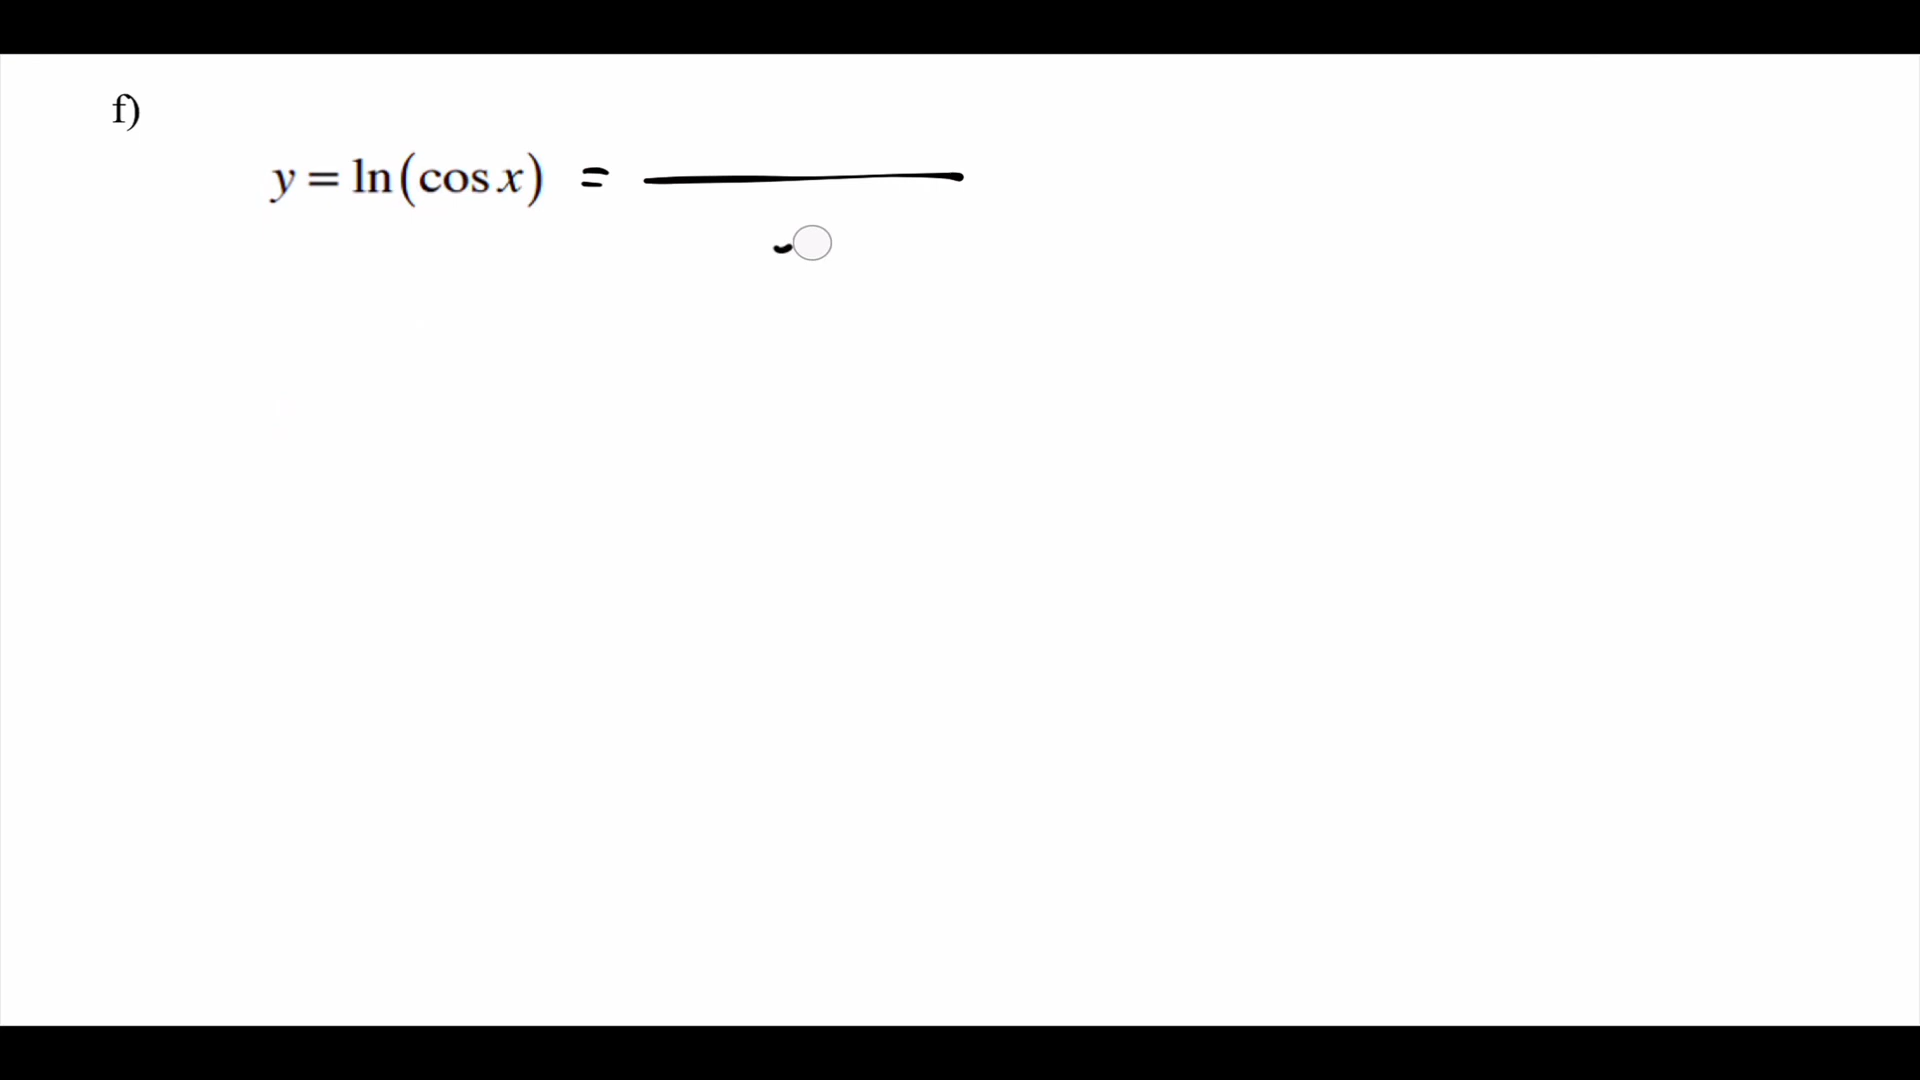 f)
y = ln(cos x) =